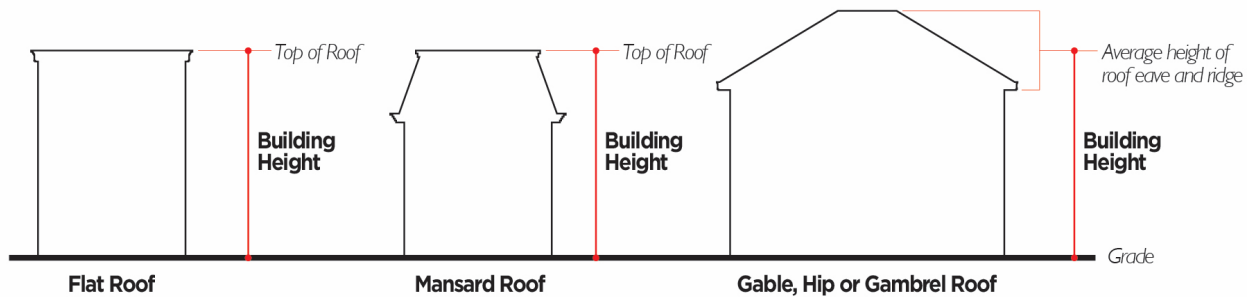 Top of Roof
Building
Height
Flat Roof
Top of Roof
Building
Height
Mansard Roof
Average height of
roof eave and ridge
Building
Height
Grade
Gable, Hip or Gambrel Roof